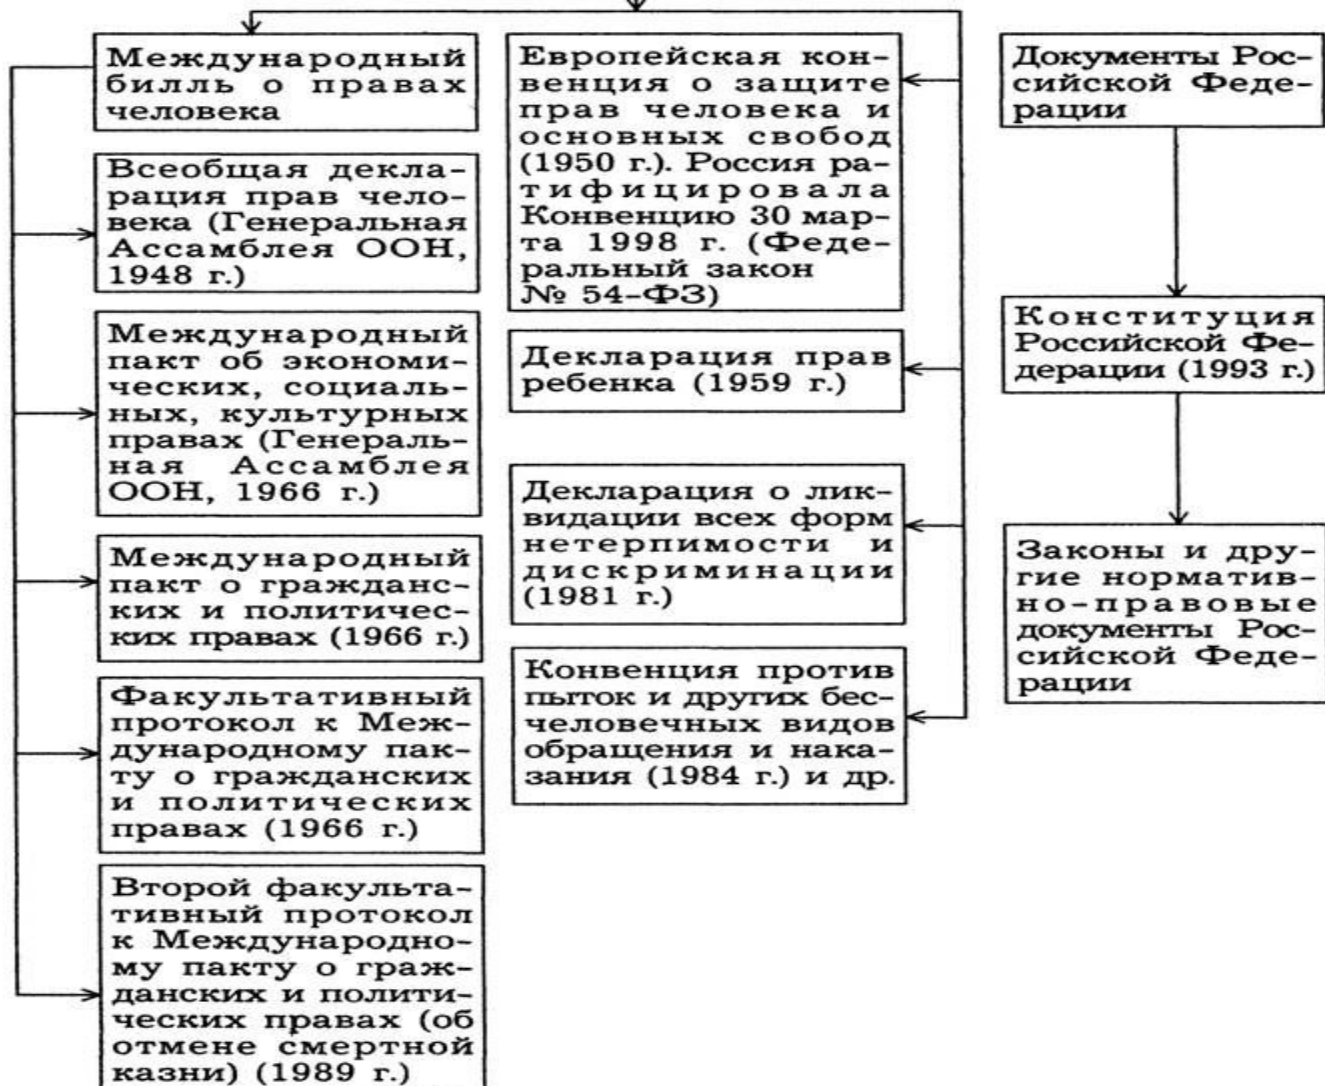 Международный
билль о правах
человека
Всеобщая декла-
рация прав чело-
века (Генеральная
Ассамблея ООН,
1948 г.)
Международный
пакт об экономи-
ческих, социаль-
ных, культурных
правах (Генераль-
ная Ассамблея
ООН, 1966 г.)
Международный
пакт о граждан-
ских и политичес-
ких правах (1966 г.)
Факультативный
протокол к Меж-
дународному пак-
ту о гражданских
и политических
правах (1966 г.)
Второй факульта-
тивный протокол
к Международно-
му пакту о граж-
данских и полити-
ческих правах (об
отмене смертной
казни) (1989 г.)
Европейская кон-
венция о защите
прав человека и
основных свобод
(1950 г.). Россия ра-
тифицировала
Конвенцию 30 мар-
та 1998 г. (Феде-
ральный закон
№ 54-ФЗ)
Декларация прав
ребенка (1959 г.)
Декларация о лик-
видации всех форм
нетерпимости и
дискриминации
(1981 г.)
Конвенция против
пыток и других бес-
человечных видов
обращения и нака-
зания (1984 г.) и др.
Документы Рос-
сийской Феде-
рации
Конституция
Российской Фе-
дерации (1993 г.)
Законы и дру-
гие норматив-
но-правовые
документы Рос-
сийской Феде-
рации